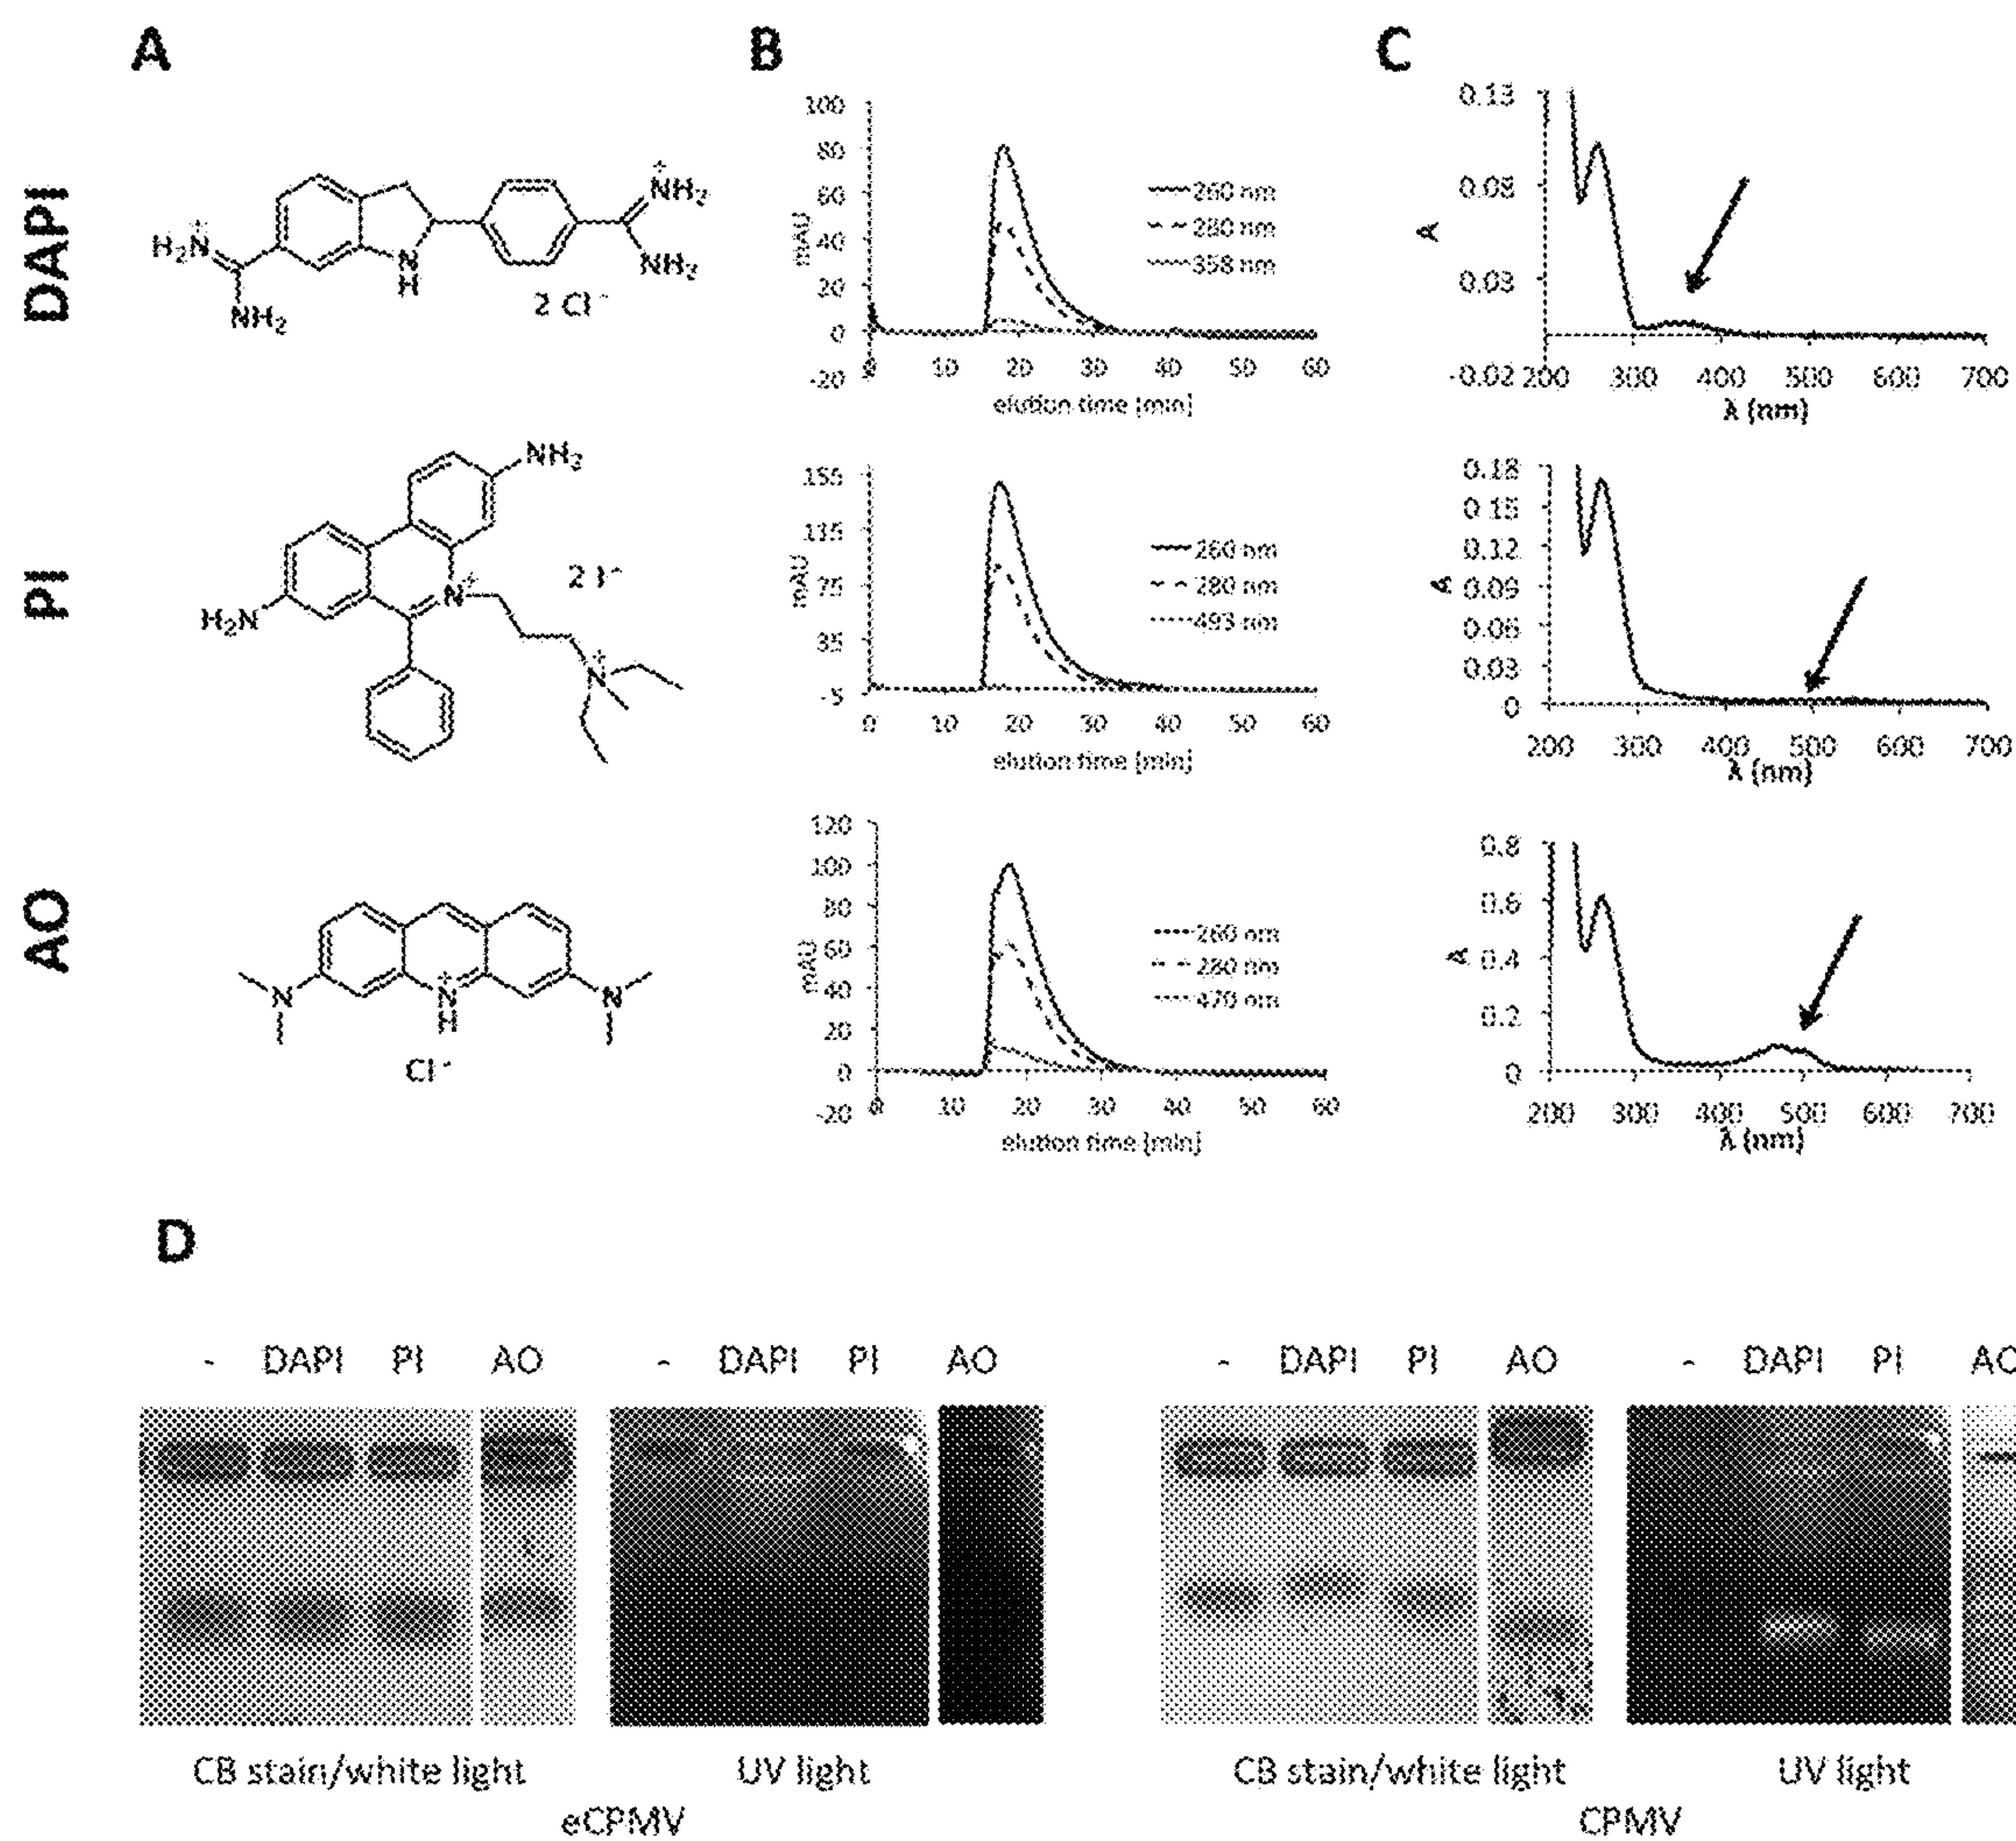 A
B
C
DAPI
H₂N⁺
NH₂
N
H
⁺NH₂
NH₂
2 Cl⁻
100
80
60
40
20
0
-20
mAU
260 nm
280 nm
358 nm
0 10 20 30 40 50 60
elution time [min]
0.13
0.08
0.03
-0.02
A
200 300 400 500 600 700
λ (nm)
PI
NH₂
H₂N
N⁺
2 I⁻
N⁺
155
115
75
35
-5
mAU
260 nm
280 nm
493 nm
0 10 20 30 40 50 60
elution time [min]
0.18
0.15
0.12
0.09
0.06
0.03
0
A
200 300 400 500 600 700
λ (nm)
AO
N
N⁺
H
N
Cl⁻
120
100
80
60
40
20
0
-20
mAU
260 nm
280 nm
470 nm
0 10 20 30 40 50 60
elution time [min]
0.8
0.6
0.4
0.2
0
A
200 300 400 500 600 700
λ (nm)
D
- DAPI PI AO - DAPI PI AO - DAPI PI AO - DAPI PI AO
CB stain/white light UV light CB stain/white light UV light
eCPMV CPMV